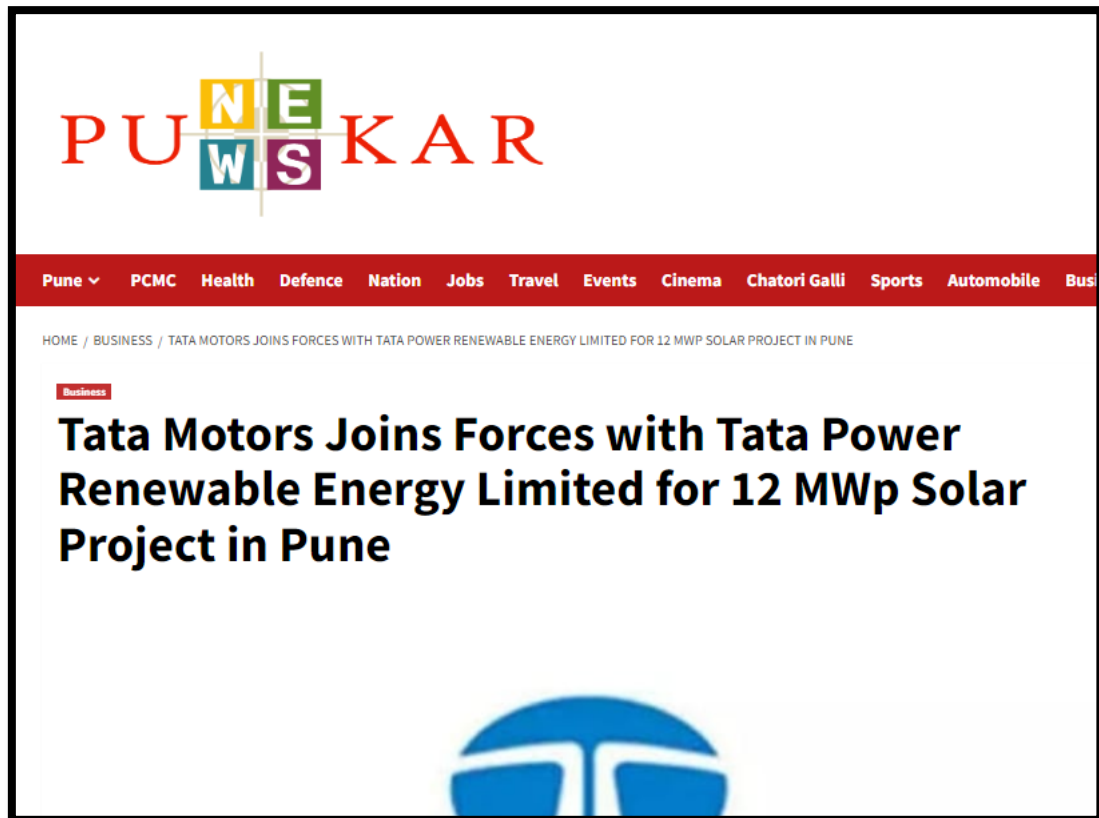 PUNEWSKAR
Pune PCMC Health Defence Nation Jobs Travel Events Cinema Chatori Galli Sports Automobile Busi
HOME / BUSINESS / TATA MOTORS JOINS FORCES WITH TATA POWER RENEWABLE ENERGY LIMITED FOR 12 MWP SOLAR PROJECT IN PUNE
Business
Tata Motors Joins Forces with Tata Power
Renewable Energy Limited for 12 MWp Solar
Project in Pune